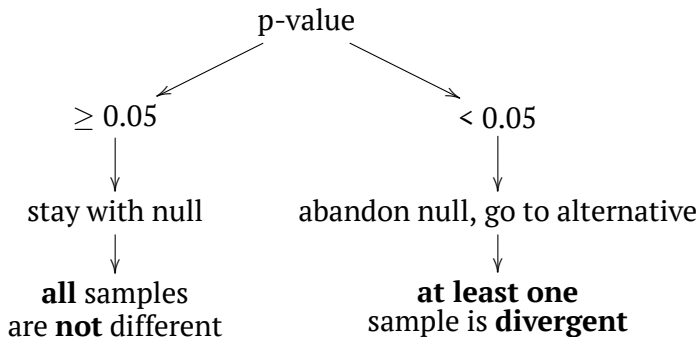 p-value
≥ 0.05
< 0.05
stay with null
abandon null, go to alternative
all samples
are not different
at least one
sample is divergent